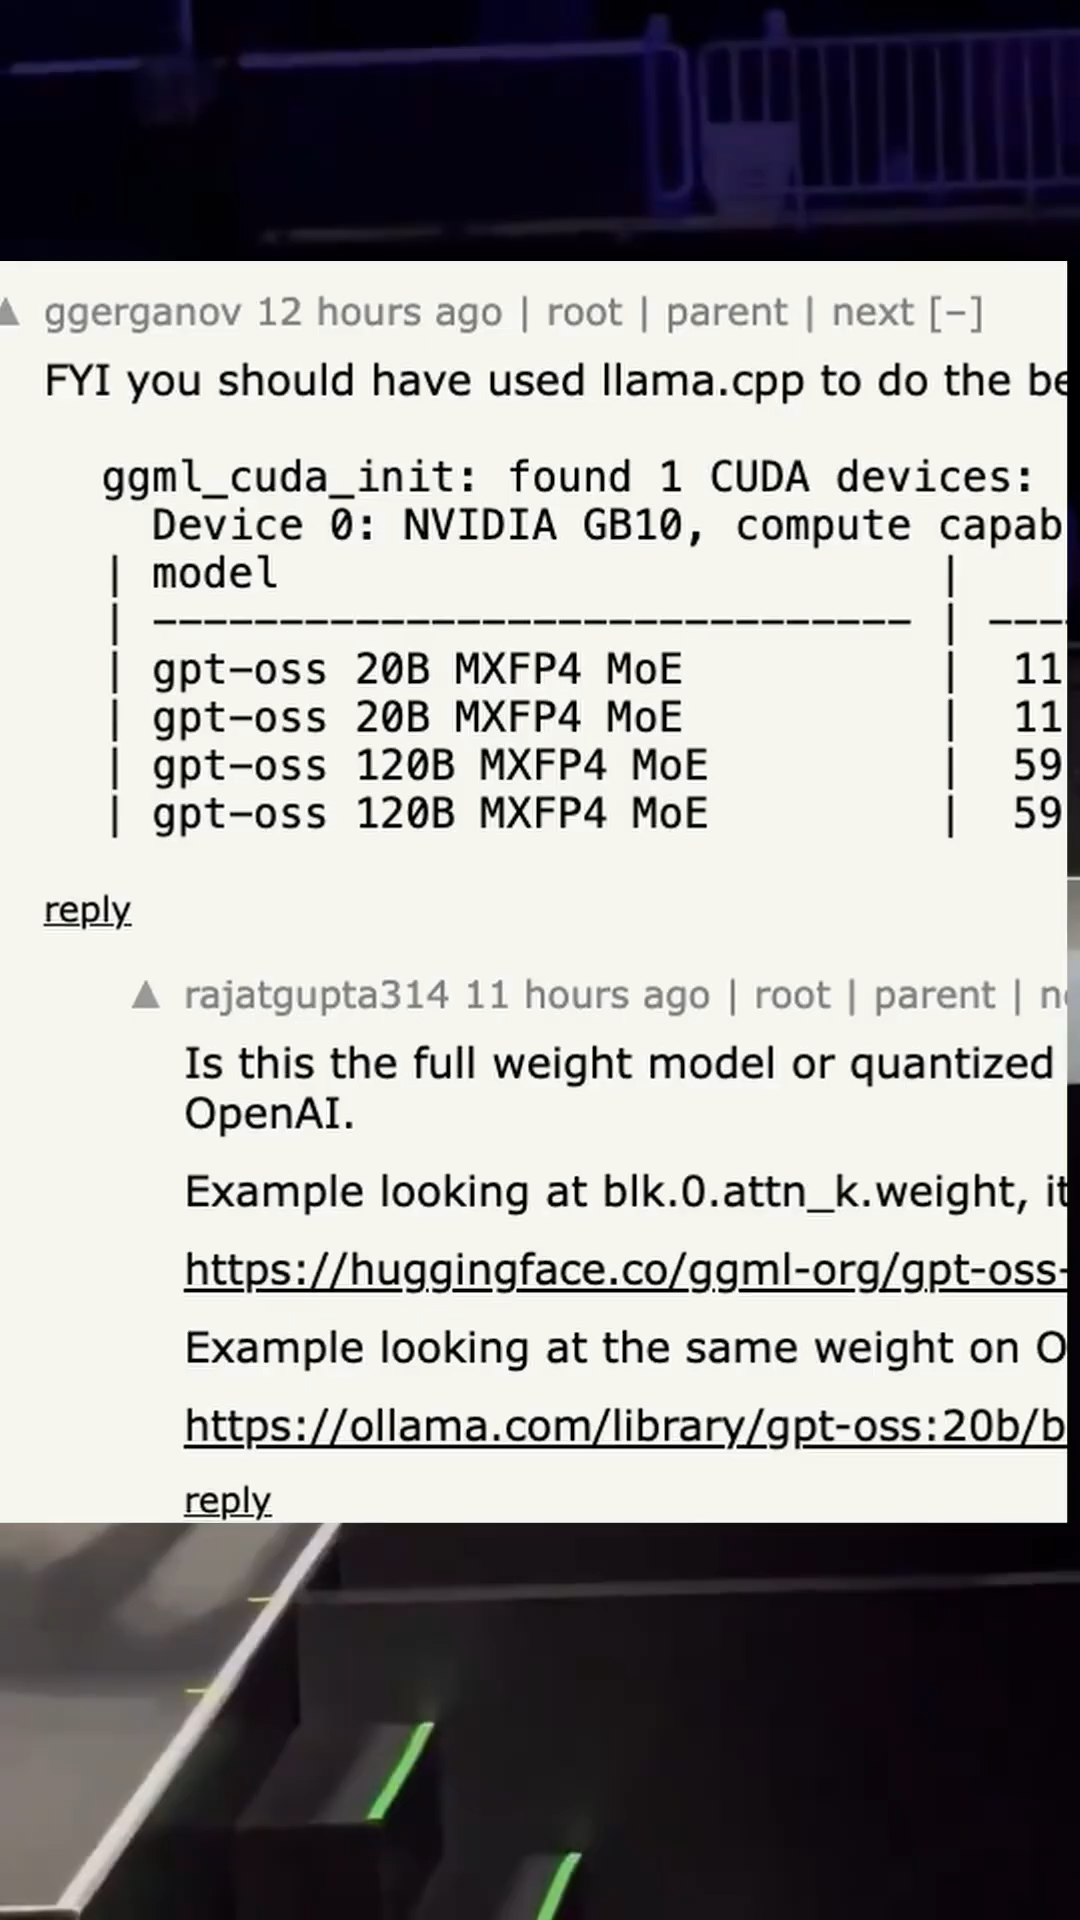 ▲ ggerganov 12 hours ago | root | parent | next [–]
FYI you should have used llama.cpp to do the
ggml_cuda_init: found 1 CUDA devices:
Device 0: NVIDIA GB10, compute
| model |
| ------------------------------ | ---
| gpt-oss 20B MXFP4 MoE | 11
| gpt-oss 20B MXFP4 MoE | 11
| gpt-oss 120B MXFP4 MoE | 59
| gpt-oss 120B MXFP4 MoE | 59
reply
▲ rajatgupta314 11 hours ago | root | parent |
Is this the full weight model or quantized
OpenAI.
Example looking at blk.0.attn_k.weight, it
https://huggingface.co/ggml-org/gpt-oss-
Example looking at the same weight on O
https://ollama.com/library/gpt-oss:20b/b
reply